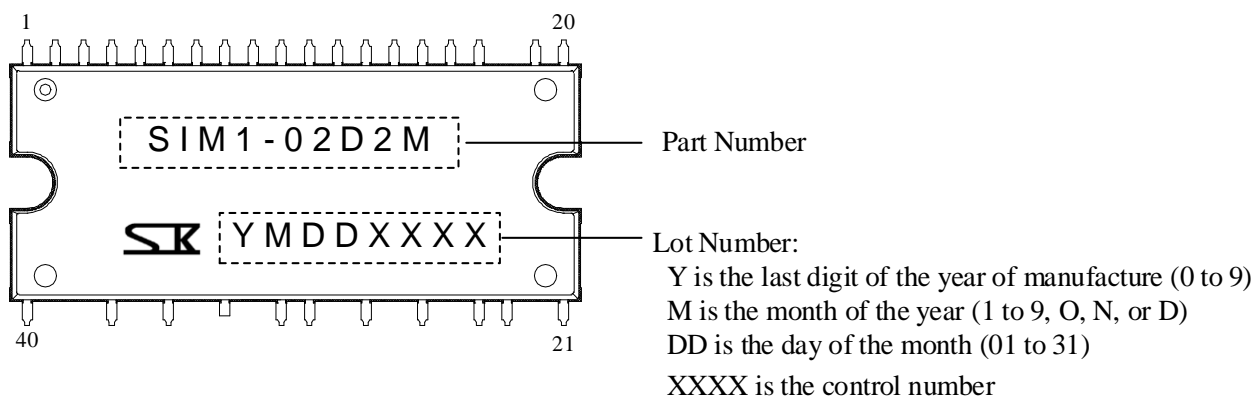 1 20
SIM1-02D2M Part Number
SK YMDDXXXX Lot Number:
Y is the last digit of the year of manufacture (0 to 9)
M is the month of the year (1 to 9, O, N, or D)
DD is the day of the month (01 to 31)
40 21
XXXX is the control number